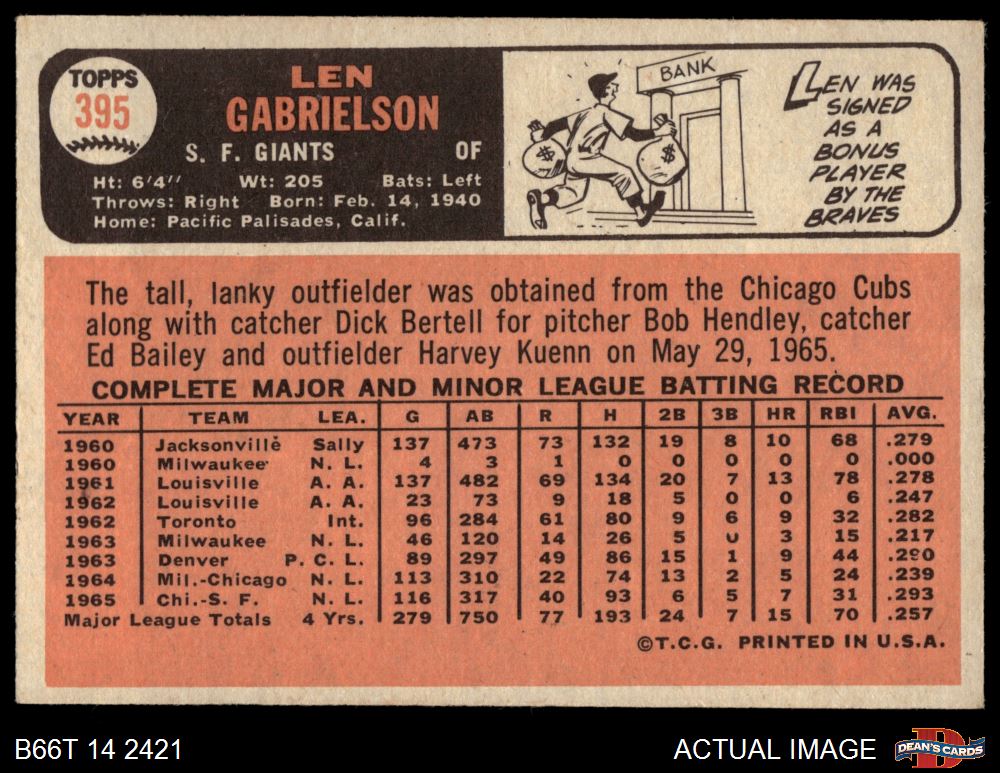 TOPPS
395
LEN
GABRIELSON
S. F. GIANTS OF
Ht: 6'4" Wt: 205 Bats: Left
Throws: Right Born: Feb. 14, 1940
Home: Pacific Palisades, Calif.
BANK
$ $
LEN WAS
SIGNED
AS A
BONUS
PLAYER
BY THE
BRAVES
The tall, lanky outfielder was obtained from the Chicago Cubs
along with catcher Dick Bertell for pitcher Bob Hendley, catcher
Ed Bailey and outfielder Harvey Kuenn on May 29, 1965.
COMPLETE MAJOR AND MINOR LEAGUE BATTING RECORD
YEAR TEAM LEA. G AB R H 2B 3B HR RBI AVG.
1960 Jacksonville Sally 137 473 73 132 19 8 10 68 .279
1960 Milwaukee N. L. 4 3 1 0 0 0 0 0 .000
1961 Louisville A. A. 137 482 69 134 20 7 13 78 .278
1962 Louisville A. A. 23 73 9 18 5 0 0 6 .247
1962 Toronto Int. 96 284 61 80 9 6 9 32 .282
1963 Milwaukee N. L. 46 120 14 26 5 0 3 15 .217
1963 Denver P. C. L. 89 297 49 86 15 1 9 44 .290
1964 Mil.-Chicago N. L. 113 310 22 74 13 2 5 24 .239
1965 Chi.-S. F. N. L. 116 317 40 93 6 5 7 31 .293
Major League Totals 4 Yrs. 279 750 77 193 24 7 15 70 .257
©T.C.G. PRINTED IN U.S.A.
B66T 14 2421 ACTUAL IMAGE
D
DEAN'S CARDS